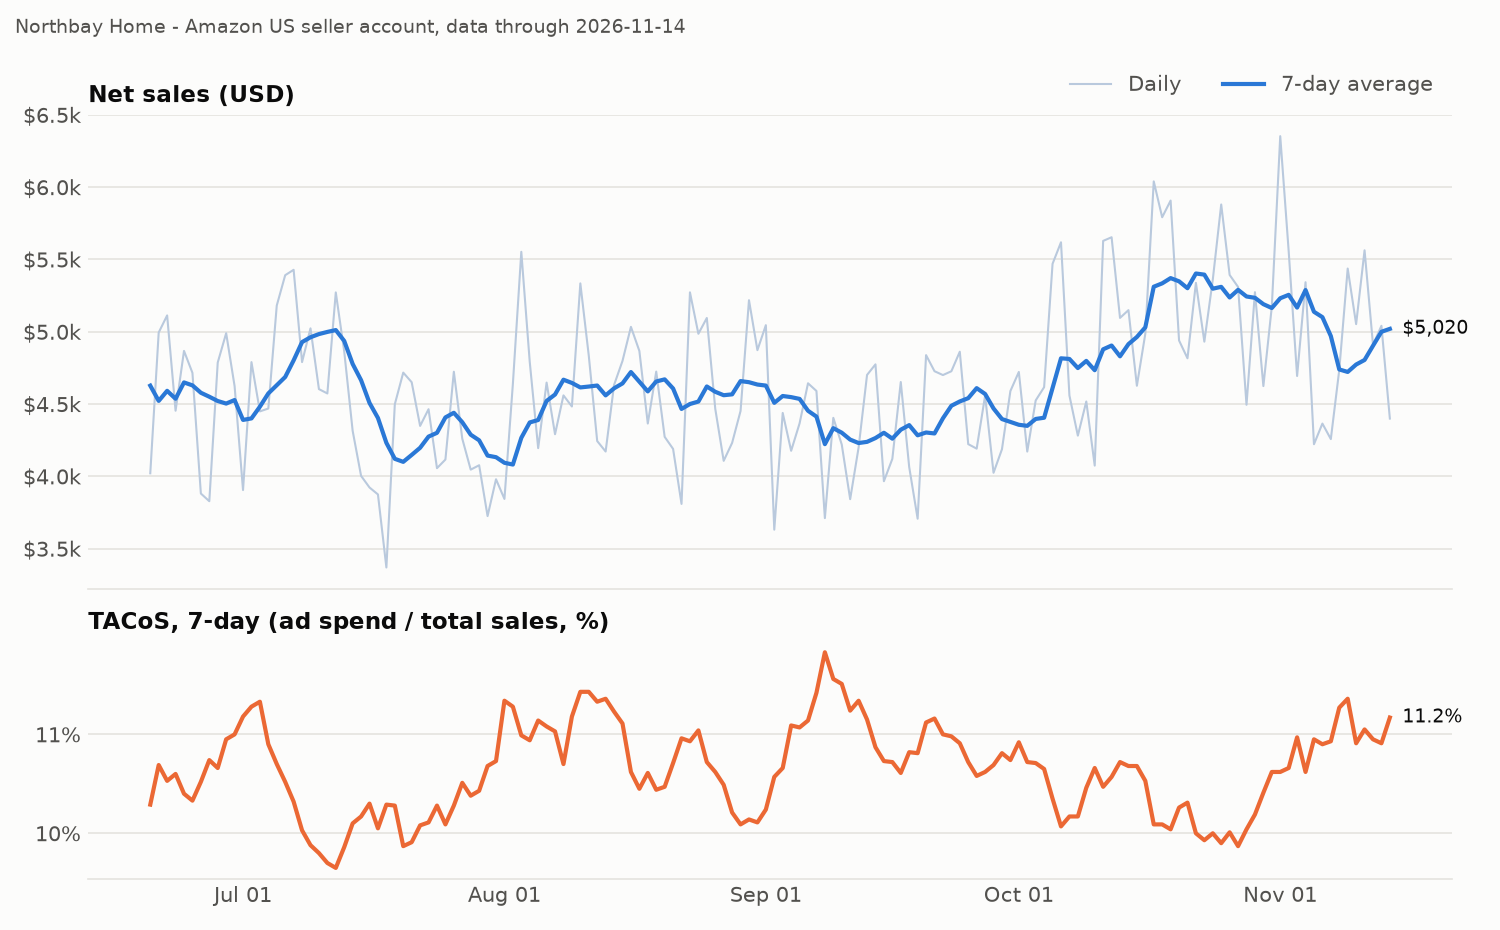 Northbay Home - Amazon US seller account, data through 2026-11-14
Net sales (USD)
Daily
7-day average
$6.5k
$6.0k
$5.5k
$5.0k
$4.5k
$4.0k
$3.5k
$5,020
TACoS, 7-day (ad spend / total sales, %)
11%
10%
11.2%
Jul 01
Aug 01
Sep 01
Oct 01
Nov 01